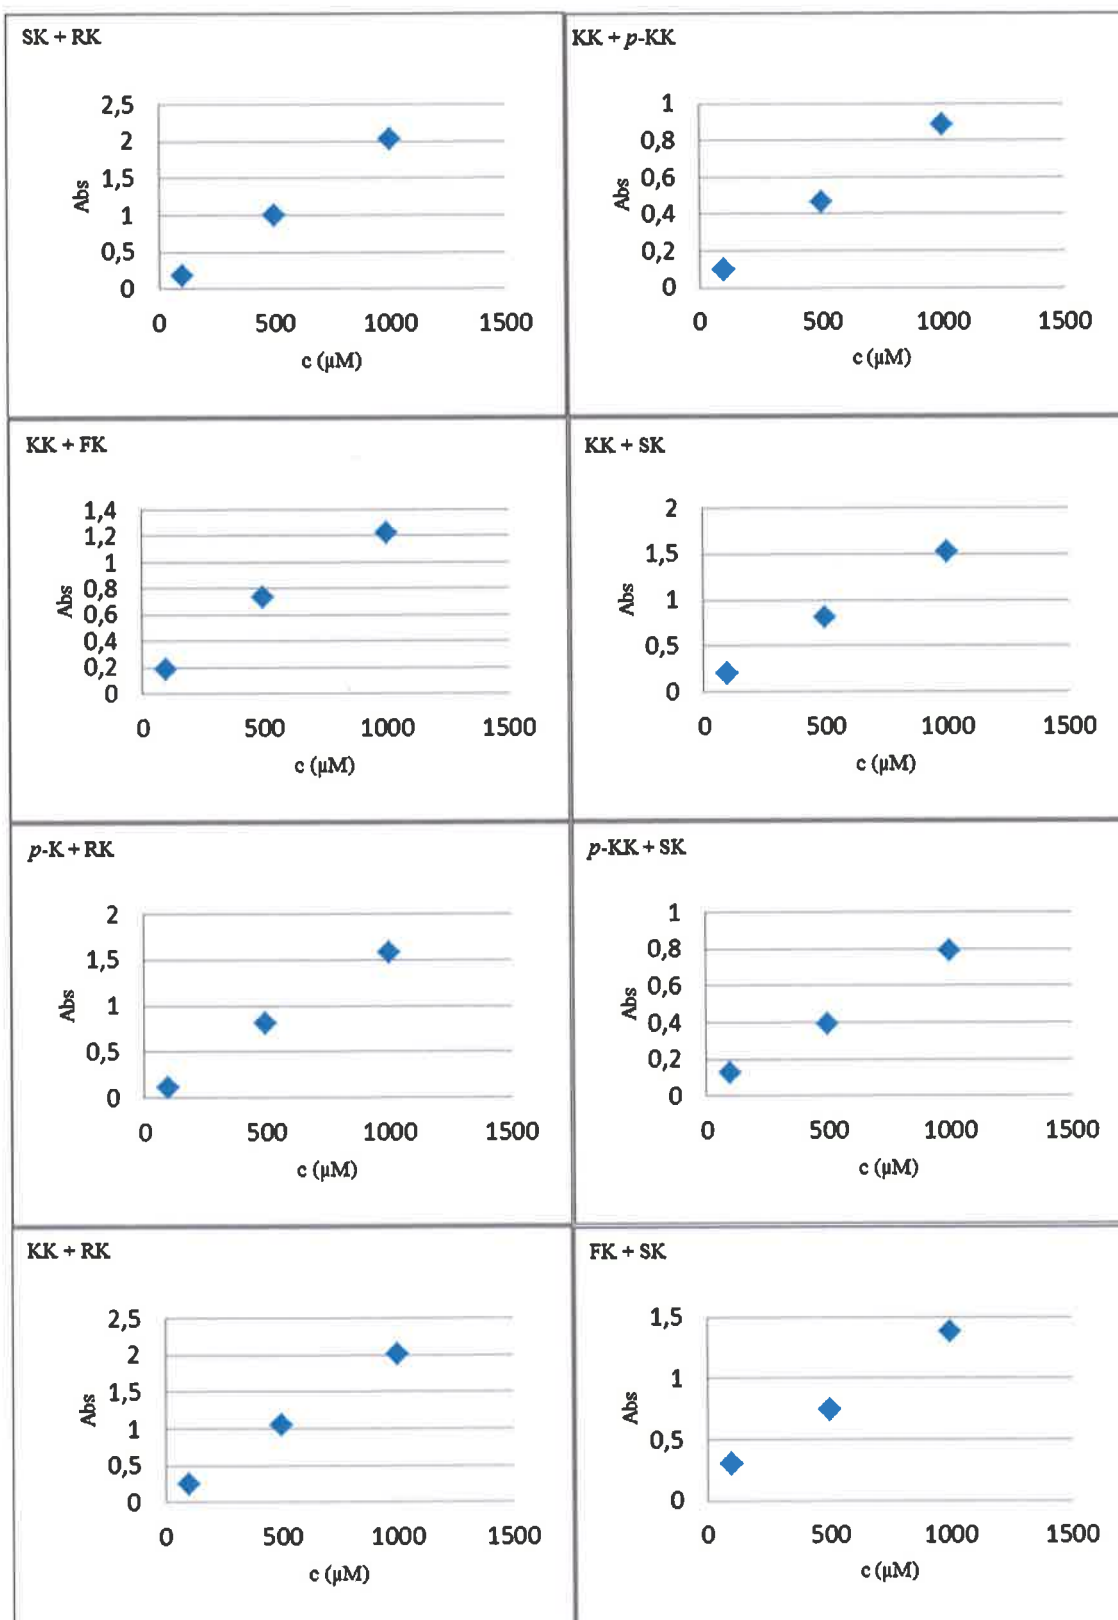 SK + RK
2,5
2
1,5
1
0,5
0
Abs
0 500 1000 1500
c (μM)
KK + p-KK
1
0,8
0,6
0,4
0,2
0
Abs
0 500 1000 1500
c (μM)
KK + FK
1,4
1,2
1
0,8
0,6
0,4
0,2
0
Abs
0 500 1000 1500
c (μM)
KK + SK
2
1,5
1
0,5
0
Abs
0 500 1000 1500
c (μM)
p-K + RK
2
1,5
1
0,5
0
Abs
0 500 1000 1500
c (μM)
p-KK + SK
1
0,8
0,6
0,4
0,2
0
Abs
0 500 1000 1500
c (μM)
KK + RK
2,5
2
1,5
1
0,5
0
Abs
0 500 1000 1500
c (μM)
FK + SK
1,5
1
0,5
0
Abs
0 500 1000 1500
c (μM)